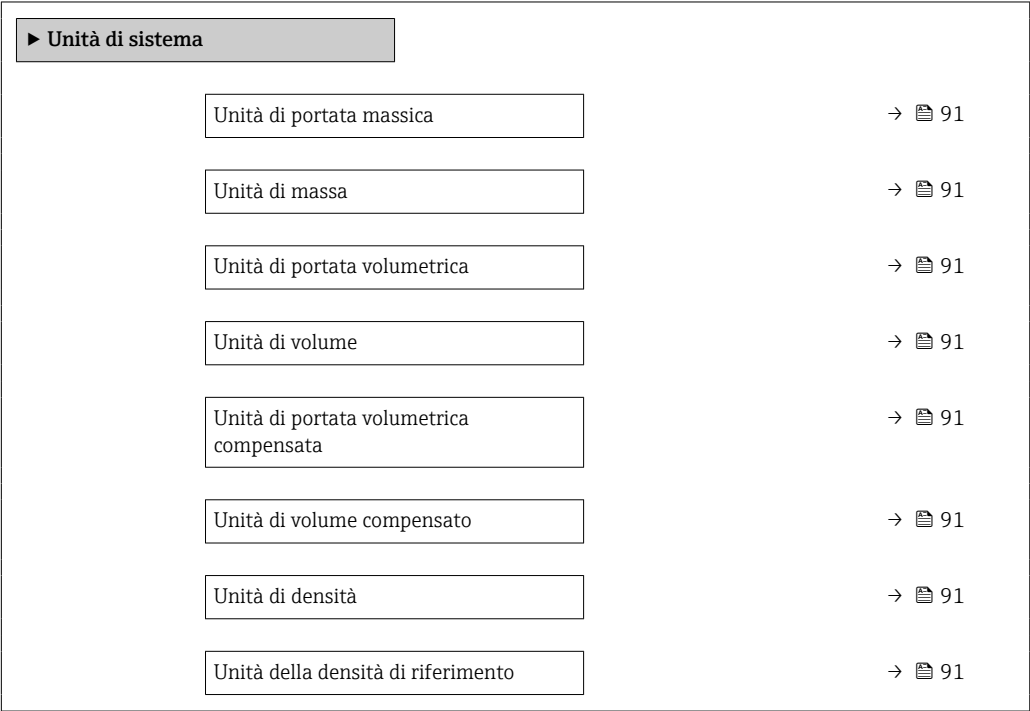 ▶ Unità di sistema
Unità di portata massica → 91
Unità di massa → 91
Unità di portata volumetrica → 91
Unità di volume → 91
Unità di portata volumetrica → 91
compensata
Unità di volume compensato → 91
Unità di densità → 91
Unità della densità di riferimento → 91